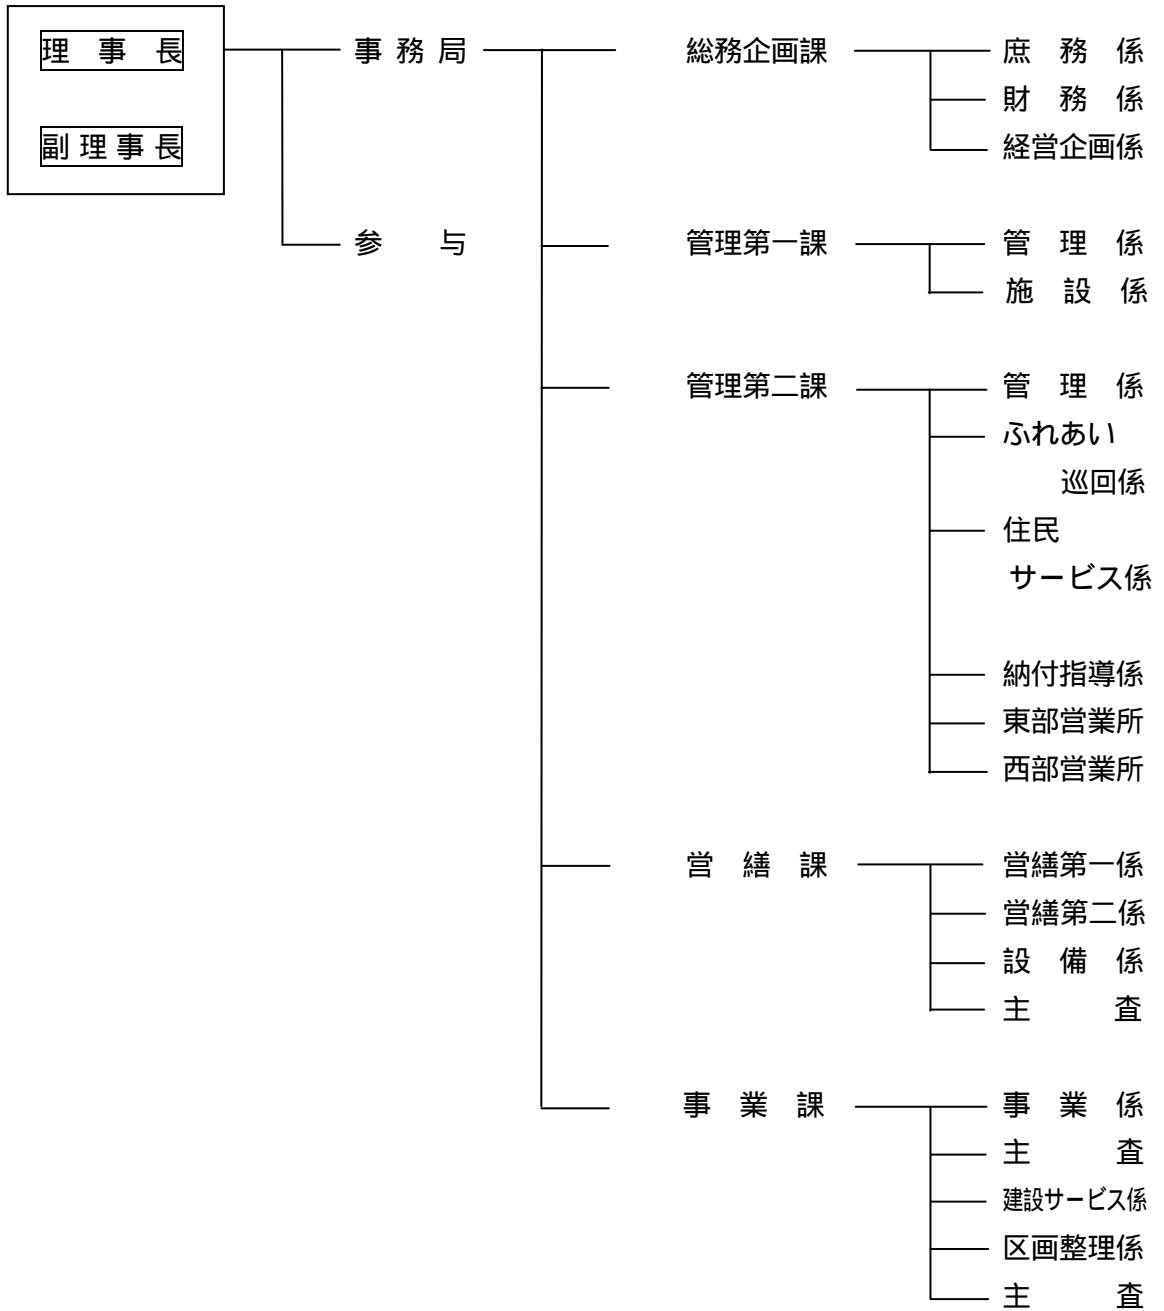 理　事　長　事 務 局　総務企画課　庶　務　係
財　務　係
副 理 事 長　経営企画係
参　　与　管理第一課　管　理　係
施　設　係
管理第二課　管　理　係
ふれあい
巡回係
住民
サービス係
納付指導係
東部営業所
西部営業所
営　繕　課　営繕第一係
営繕第二係
設　備　係
主　　　査
事　業　課　事　業　係
主　　　査
建設サービス係
区画整理係
主　　　査